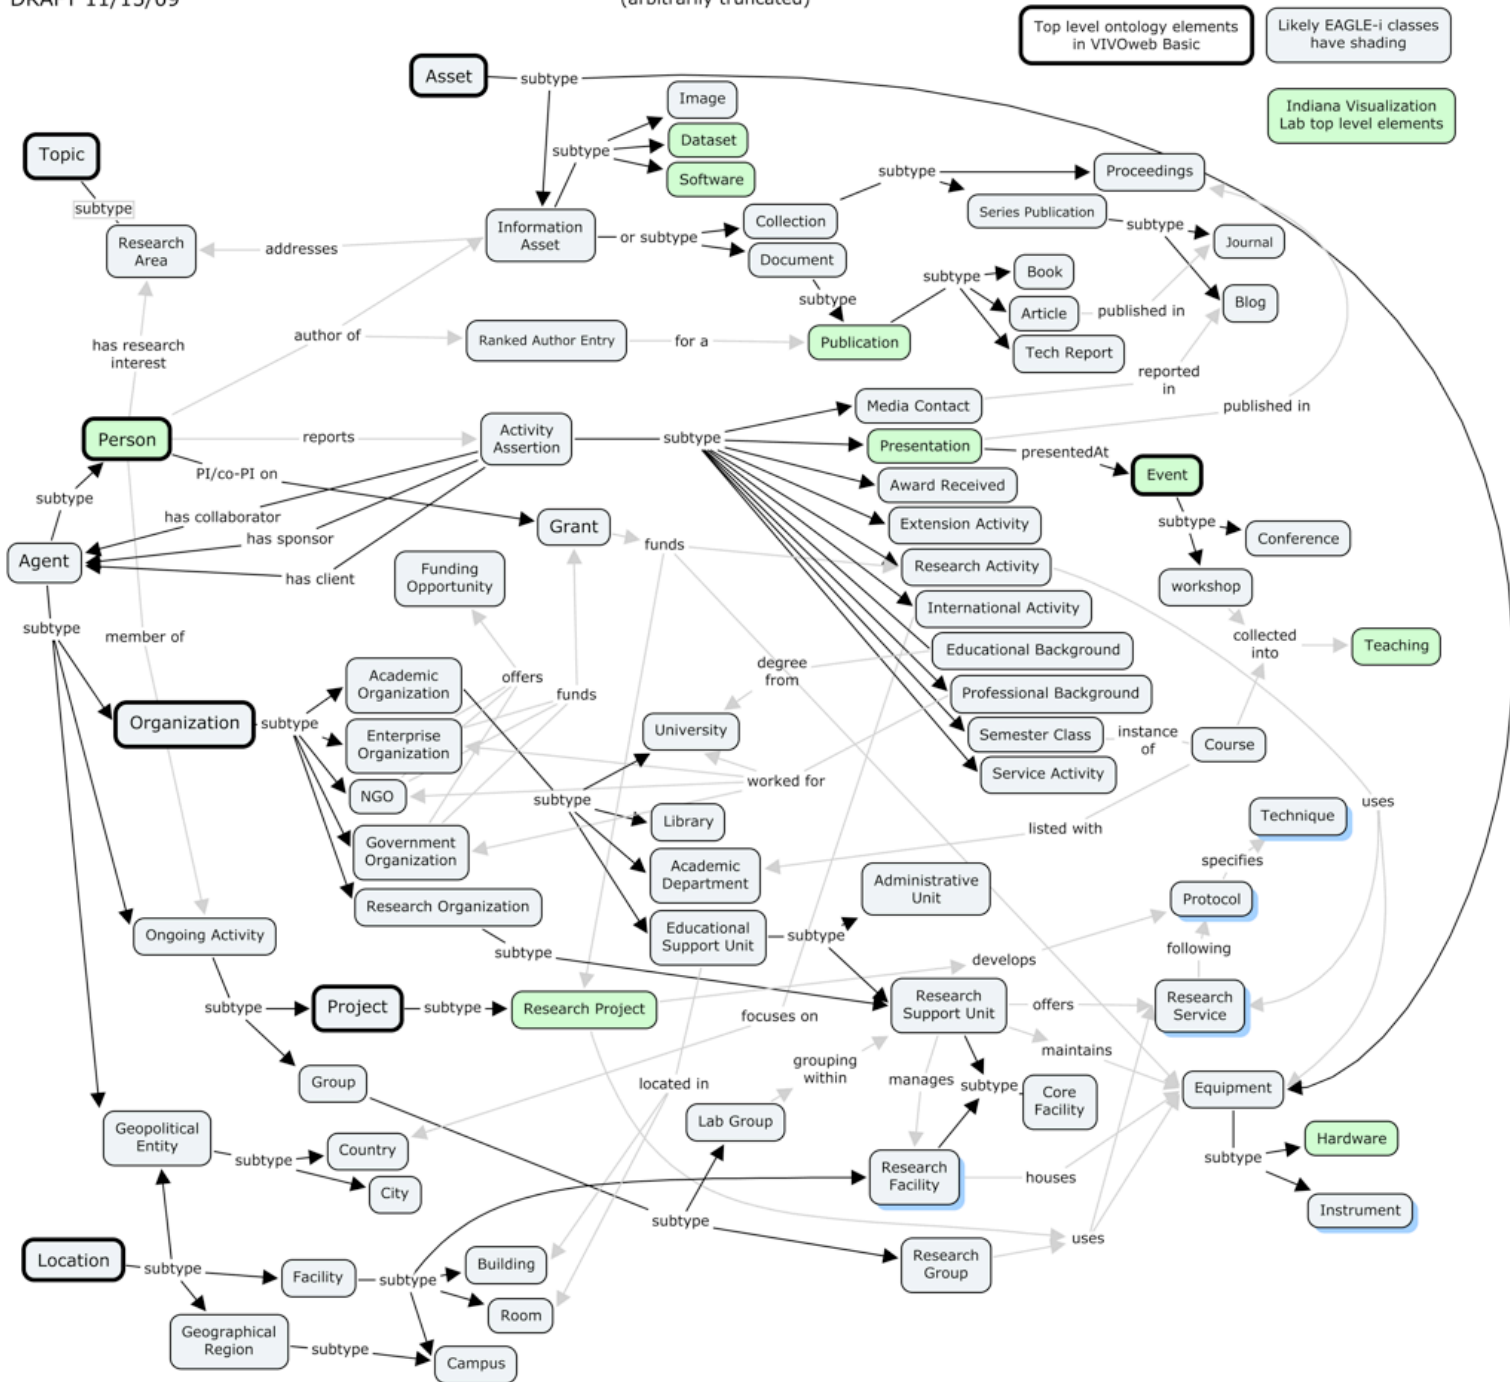 DRAFT 11/13/09
(arbitrarily truncated)
Top level ontology elements
in VIVOweb Basic
Likely EAGLE-i classes
have shading
Indiana Visualization
Lab top level elements
Asset
subtype
Image
Dataset
subtype
Software
Topic
subtype
Research
Area
addresses
Information
Asset
or subtype
Collection
Document
subtype
subtype
Proceedings
Series Publication
subtype
Journal
Blog
subtype
Book
Article
published in
Tech Report
has research
interest
author of
Ranked Author Entry
for a
Publication
reported
in
published in
Person
reports
Activity
Assertion
subtype
Media Contact
Presentation
presentedAt
Event
Award Received
Extension Activity
Research Activity
International Activity
Educational Background
Professional Background
Semester Class
Service Activity
subtype
Conference
workshop
collected
into
Teaching
instance
of
Course
PI/co-PI on
subtype
has collaborator
has sponsor
has client
Agent
Grant
funds
Funding
Opportunity
subtype
member of
offers
funds
degree
from
Organization
subtype
Academic
Organization
Enterprise
Organization
NGO
Government
Organization
Research Organization
University
worked for
subtype
Library
Academic
Department
Educational
Support Unit
listed with
uses
Technique
specifies
Protocol
following
Administrative
Unit
subtype
Ongoing Activity
subtype
develops
subtype
Project
subtype
Research Project
focuses on
Research
Support Unit
offers
Research
Service
maintains
grouping
within
manages
subtype
Core
Facility
Equipment
Group
located in
Lab Group
Geopolitical
Entity
subtype
Country
City
Research
Facility
houses
subtype
Hardware
Instrument
subtype
uses
Location
subtype
Facility
subtype
Building
Room
Research
Group
Geographical
Region
subtype
Campus